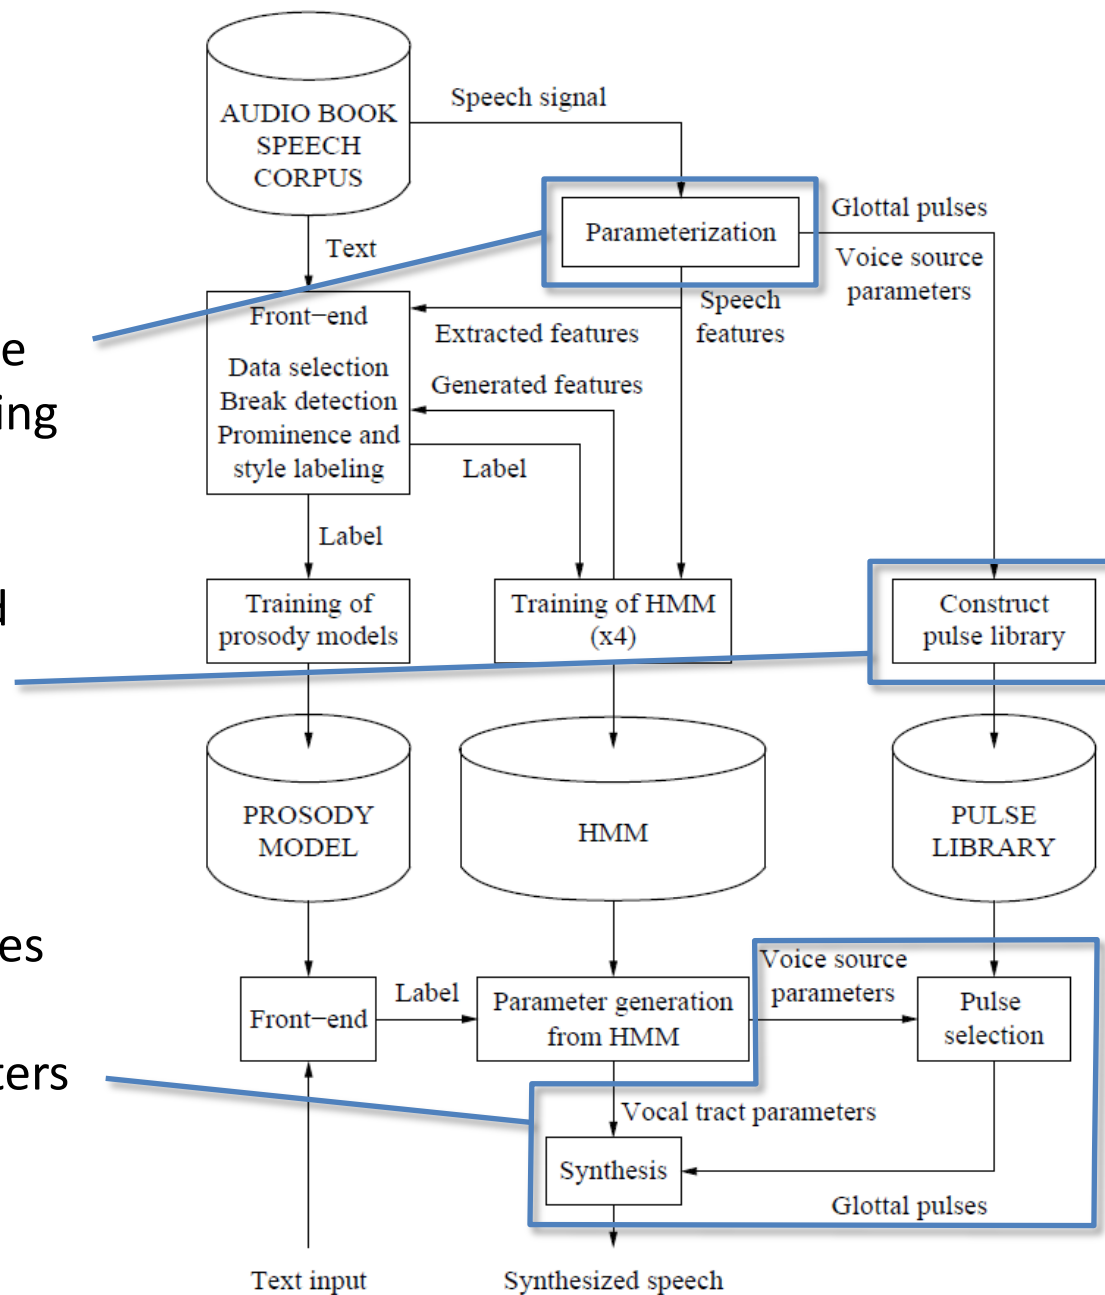 AUDIO BOOK
SPEECH
CORPUS
Speech signal
Text
Parameterization
Glottal pulses
Voice source
parameters
Speech
features
Extracted features
Front−end
Data selection
Break detection
Prominence and
style labeling
Generated features
Label
Label
e
ing
d
Training of
prosody models
Training of HMM
(x4)
Construct
pulse library
PROSODY
MODEL
HMM
PULSE
LIBRARY
es
ters
Front−end
Label
Parameter generation
from HMM
Voice source
parameters
Pulse
selection
Vocal tract parameters
Synthesis
Glottal pulses
Text input
Synthesized speech